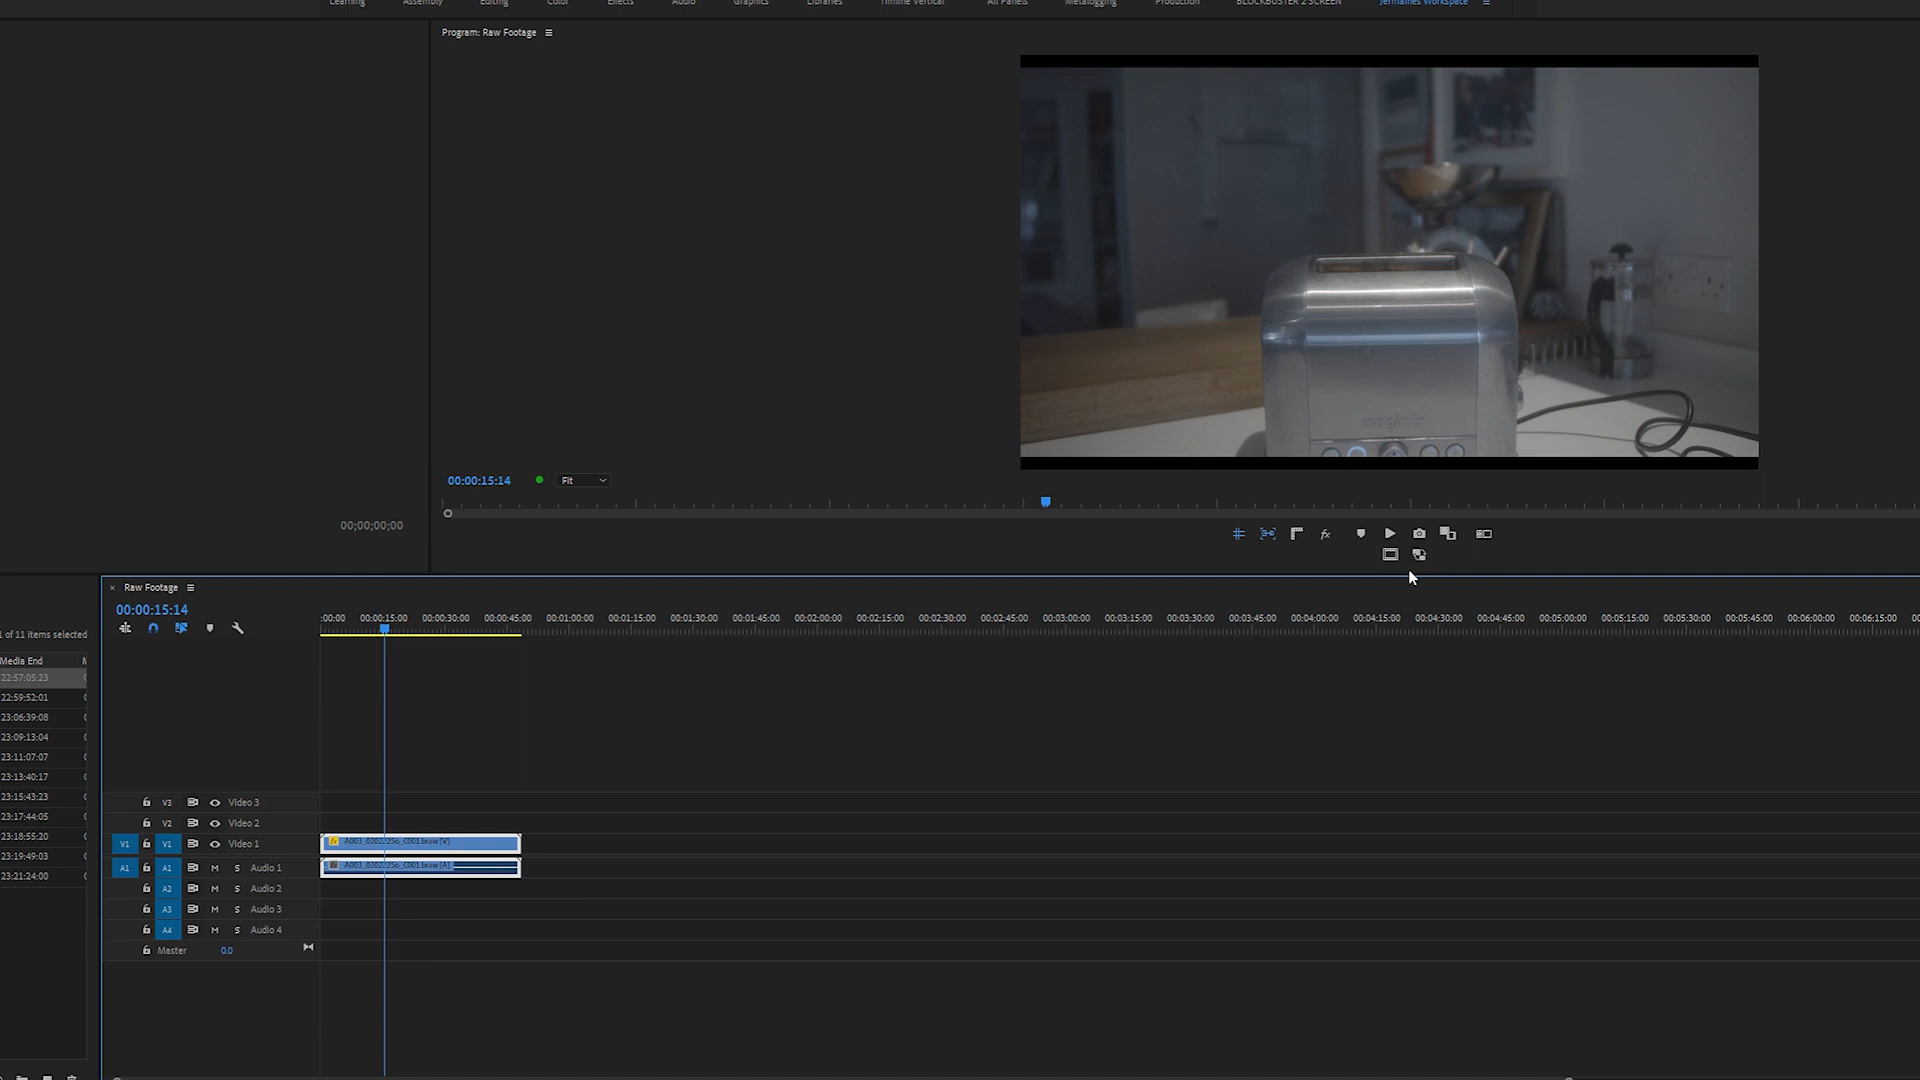 Learning Assembly Editing Color Effects Audio Graphics Libraries Timline Vertical All Panels Metalogging Production BLOCKBUSTER 2 SCREEN Jermaines Workspace
Program: Raw Footage
magimix
00:00:15:14 Fit
00;00;00;00
fx
Raw Footage
00:00:15:14
:00:00 00:00:15:00 00:00:30:00 00:00:45:00 00:01:00:00 00:01:15:00 00:01:30:00 00:01:45:00 00:02:00:00 00:02:15:00 00:02:30:00 00:02:45:00 00:03:00:00 00:03:15:00 00:03:30:00 00:03:45:00 00:04:00:00 00:04:15:00 00:04:30:00 00:04:45:00 00:05:00:00 00:05:15:00 00:05:30:00 00:05:45:00 00:06:00:00 00:06:15:00 00
1 of 11 items selected
Media End M
22:57:05:23
22:59:52:01
23:06:39:08
23:09:13:04
23:11:07:07
23:13:40:17
23:15:43:23
23:17:44:05
23:18:55:20
23:19:49:03
23:21:24:00
V3 Video 3
V2 Video 2
V1 V1 Video 1 fx A003_02022256_C001.braw [V]
A1 A1 M S Audio 1 A003_02022256_C001.braw [A]
A2 M S Audio 2
A3 M S Audio 3
A4 M S Audio 4
Master 0.0